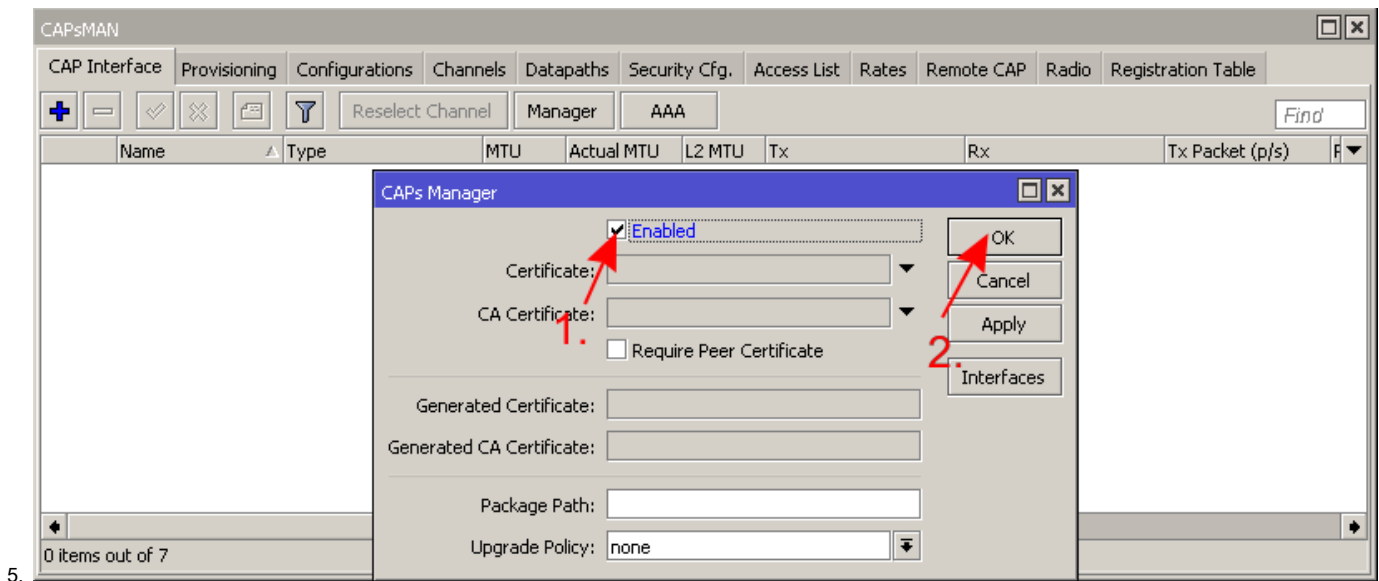 CAPsMAN
CAP Interface Provisioning Configurations Channels Datapaths Security Cfg. Access List Rates Remote CAP Radio Registration Table
Reselect Channel Manager AAA Find
Name Type MTU Actual MTU L2 MTU Tx Rx Tx Packet (p/s)
CAPs Manager
Enabled OK
Certificate: Cancel
CA Certificate: Apply
1. 2.
Require Peer Certificate
Interfaces
Generated Certificate:
Generated CA Certificate:
Package Path:
Upgrade Policy: none
0 items out of 7
5.